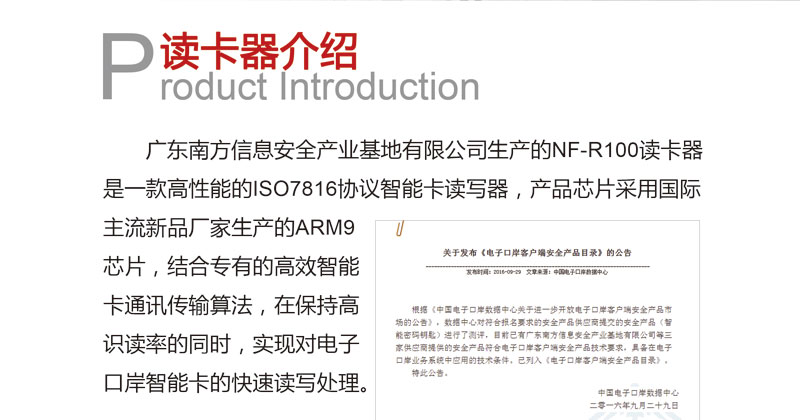 读卡器介绍
Product Introduction
广东南方信息安全产业基地有限公司生产的NF-R100读卡器
是一款高性能的ISO7816协议智能卡读写器，产品芯片采用国际
主流新品厂家生产的ARM9
芯片，结合专有的高效智能
卡通讯传输算法，在保持高
识读率的同时，实现对电子
口岸智能卡的快速读写处理。
关于发布《电子口岸客户端安全产品目录》的公告
发布时间：2016-09-29 文章来源：中国电子口岸数据中心
根据《中国电子口岸数据中心关于进一步开放电子口岸客户端安全产品市
场的公告》，数据中心对符合报名要求的安全产品供应商提交的安全产品（智
能密码钥匙）进行了测评，目前已有广东南方信息安全产业基地有限公司等三
家供应商提供的安全产品符合电子口岸客户端安全产品技术要求，具备在电子
口岸业务系统中应用的技术条件，已列入《电子口岸客户端安全产品目录》。
特此公告。
中国电子口岸数据中心
二零一六年九月二十九日